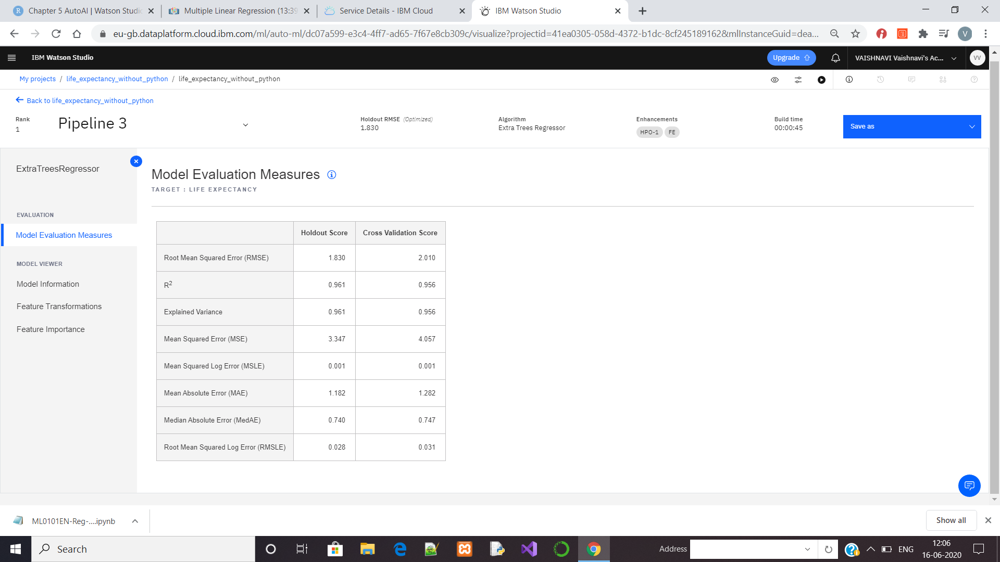 Chapter 5 AutoAI | Watson Studio
Multiple Linear Regression (13:39
Service Details - IBM Cloud
IBM Watson Studio
eu-gb.dataplatform.cloud.ibm.com/ml/auto-ml/dc07a599-e3c4-4ff7-ad65-7f67e8cb309c/visualize?projectid=41ea0305-058d-4372-b1dc-8cf245189162&mlInstanceGuid=dea...
V
IBM Watson Studio
Upgrade
VAISHNAVI Vaishnavi's Ac...
VV
My projects / life_expectancy_without_python / life_expectancy_without_python
Back to life_expectancy_without_python
Rank
1
Pipeline 3
Holdout RMSE (Optimized)
1.830
Algorithm
Extra Trees Regressor
Enhancements
HPO-1 FE
Build time
00:00:45
Save as
ExtraTreesRegressor
EVALUATION
Model Evaluation Measures
MODEL VIEWER
Model Information
Feature Transformations
Feature Importance
Model Evaluation Measures
TARGET : LIFE EXPECTANCY
Holdout Score Cross Validation Score
Root Mean Squared Error (RMSE) 1.830 2.010
R² 0.961 0.956
Explained Variance 0.961 0.956
Mean Squared Error (MSE) 3.347 4.057
Mean Squared Log Error (MSLE) 0.001 0.001
Mean Absolute Error (MAE) 1.182 1.282
Median Absolute Error (MedAE) 0.740 0.747
Root Mean Squared Log Error (RMSLE) 0.028 0.031
ML0101EN-Reg-....ipynb
Show all
Search
Address
ENG
12:06
16-06-2020